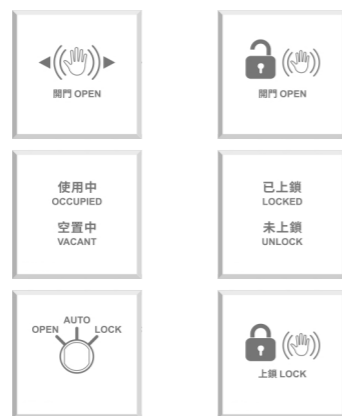 開門 OPEN
開門 OPEN
使用中
OCCUPIED
空置中
VACANT
已上鎖
LOCKED
未上鎖
UNLOCK
AUTO
OPEN LOCK
上鎖 LOCK